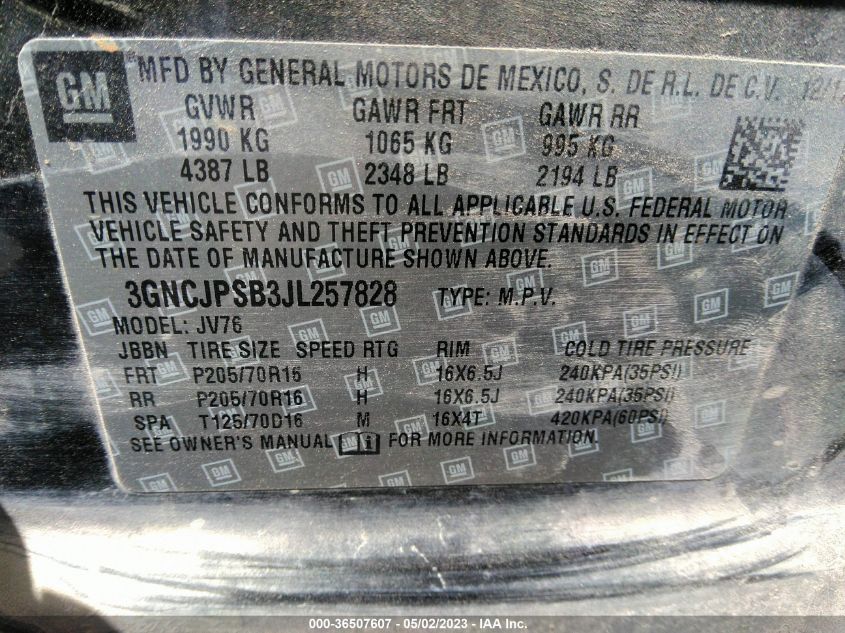 GM
MFD BY GENERAL MOTORS DE MEXICO, S. DE R.L. DE C.V. 12/1
GVWR GAWR FRT GAWR RR
1990 KG 1065 KG 995 KG
4387 LB 2348 LB 2194 LB
THIS VEHICLE CONFORMS TO ALL APPLICABLE U.S. FEDERAL MOTOR
VEHICLE SAFETY AND THEFT PREVENTION STANDARDS IN EFFECT ON
THE DATE OF MANUFACTURE SHOWN ABOVE.
3GNCJPSB3JL257828 TYPE: M.P.V.
MODEL: JV76
JBBN TIRE SIZE SPEED RTG RIM COLD TIRE PRESSURE
FRT P205/70R16 H 16X6.5J 240KPA(35PSI)
RR P205/70R16 H 16X6.5J 240KPA(35PSI)
SPA T125/70D16 M 16X4T 420KPA(60PSI)
SEE OWNER'S MANUAL FOR MORE INFORMATION.
000-36507607 - 05/02/2023 - IAA Inc.